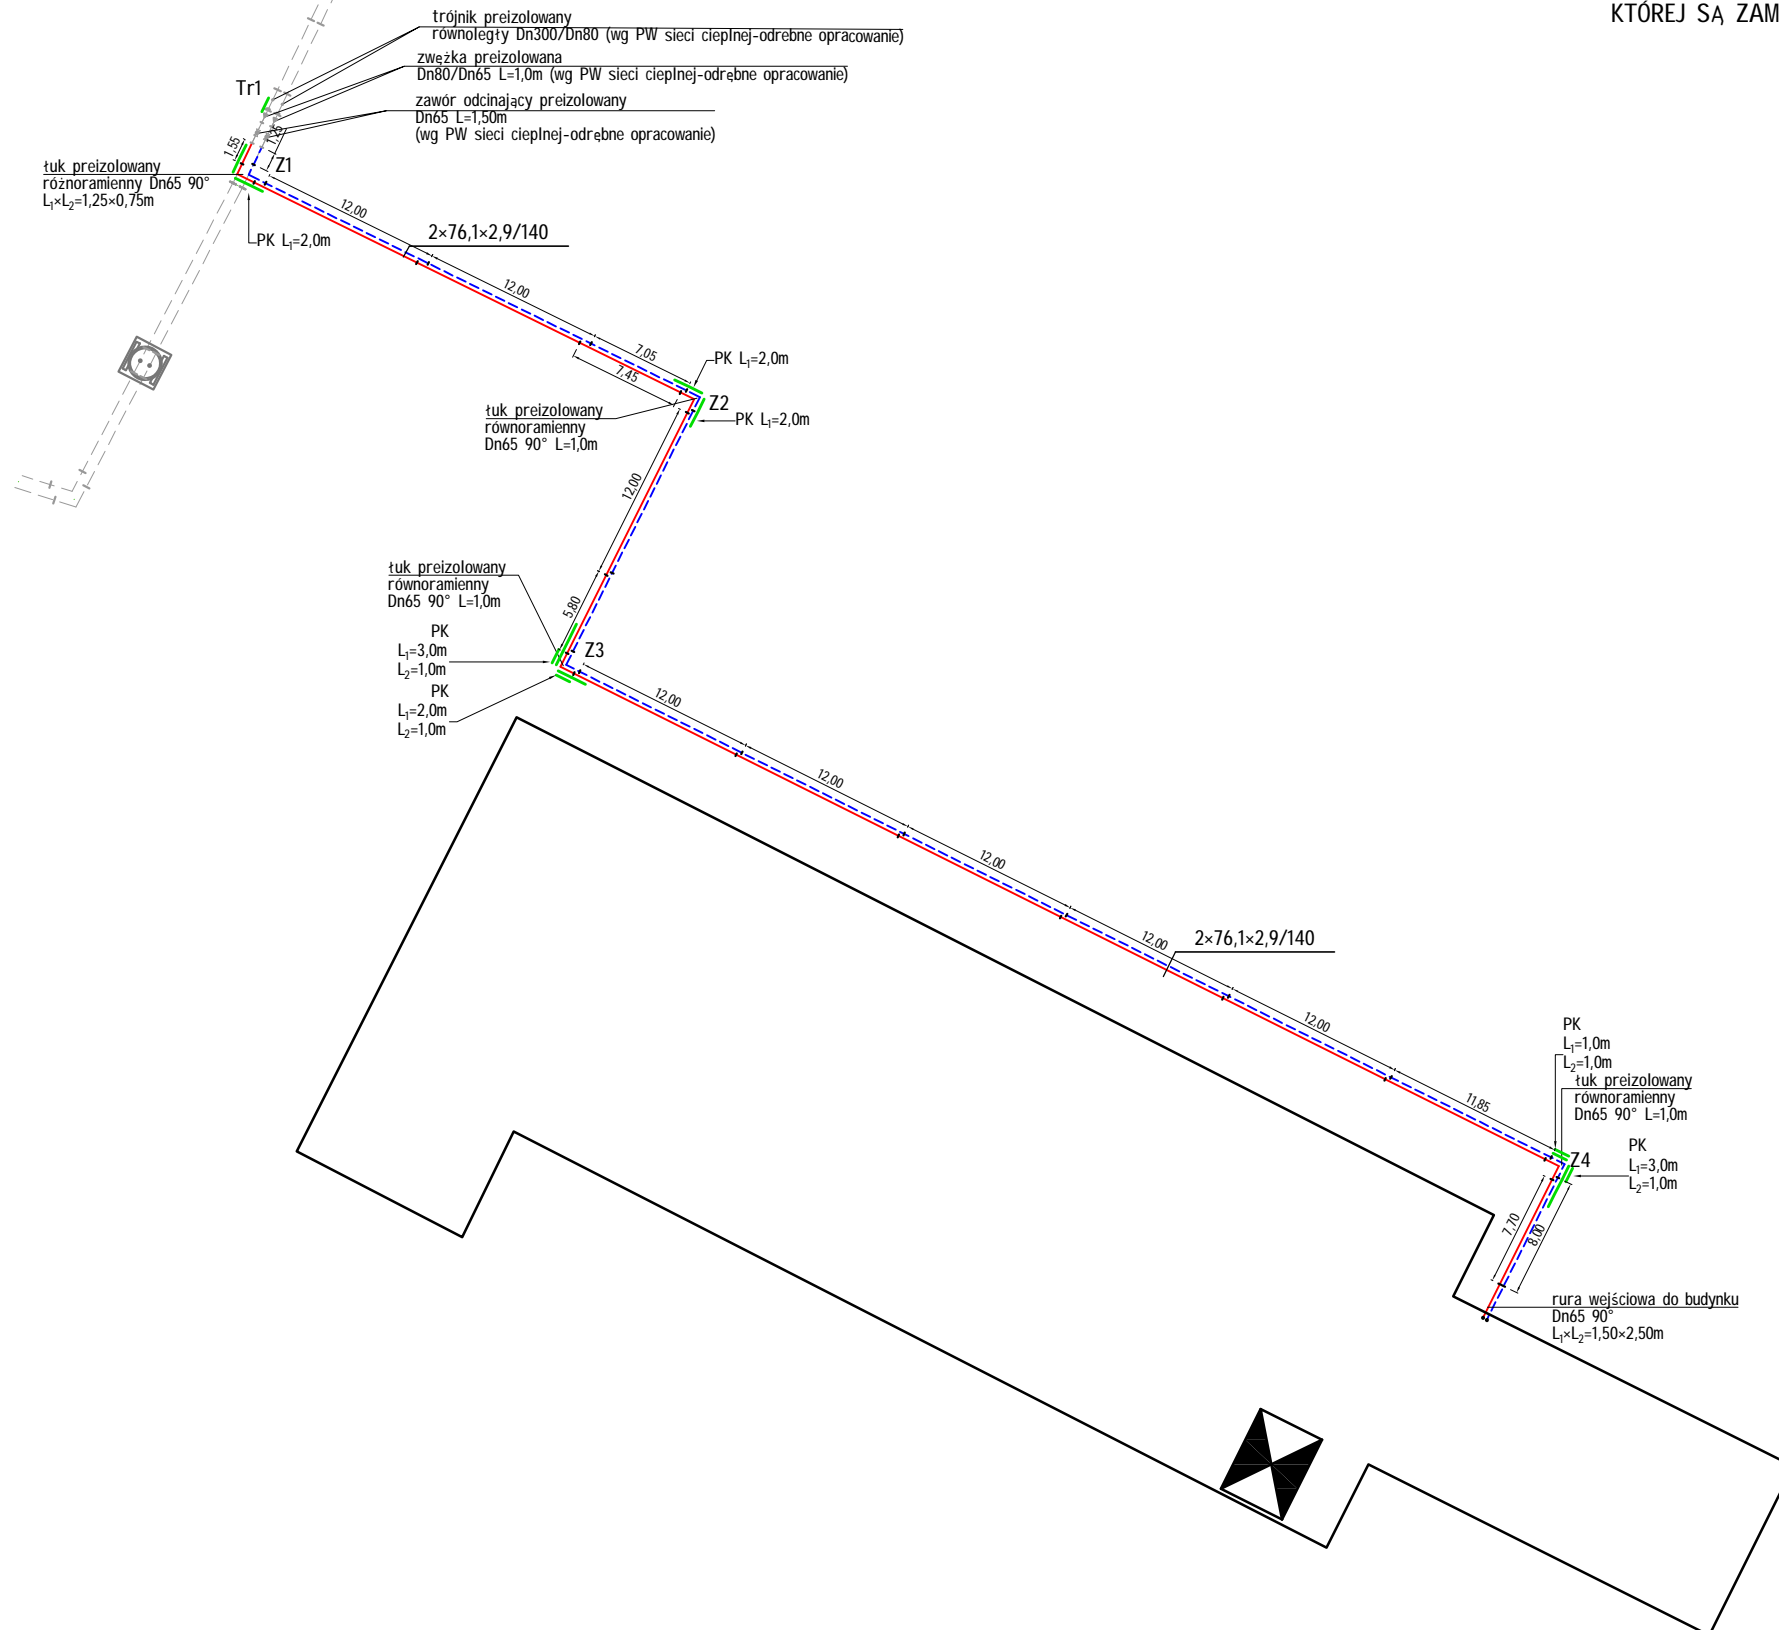 KTÓREJ SĄ ZAM
trójnik preizolowany
równoległy Dn300/Dn80 (wg PW sieci cieplnej-odrebne opracowanie)
zwężka preizolowana
Dn80/Dn65 L=1,0m (wg PW sieci cieplnej-odrębne opracowanie)
Tr1
zawór odcinający preizolowany
Dn65 L=1,50m
(wg PW sieci cieplnej-odrębne opracowanie)
1,25
1,55
Z1
łuk preizolowany
różnoramienny Dn65 90°
L₁×L₂=1,25×0,75m
12,00
PK L₁=2,0m
2×76,1×2,9/140
12,00
7,05
PK L₁=2,0m
7,45
Z2
łuk preizolowany
równoramienny
Dn65 90° L=1,0m
PK L₁=2,0m
12,00
łuk preizolowany
równoramienny
Dn65 90° L=1,0m
5,80
PK
L₁=3,0m
L₂=1,0m
Z3
PK
L₁=2,0m
L₂=1,0m
12,00
12,00
12,00
12,00
2×76,1×2,9/140
12,00
PK
L₁=1,0m
L₂=1,0m
łuk preizolowany
równoramienny
Dn65 90° L=1,0m
11,85
PK
L₁=3,0m
L₂=1,0m
Z4
7,70
8,00
rura wejściowa do budynku
Dn65 90°
L₁×L₂=1,50×2,50m